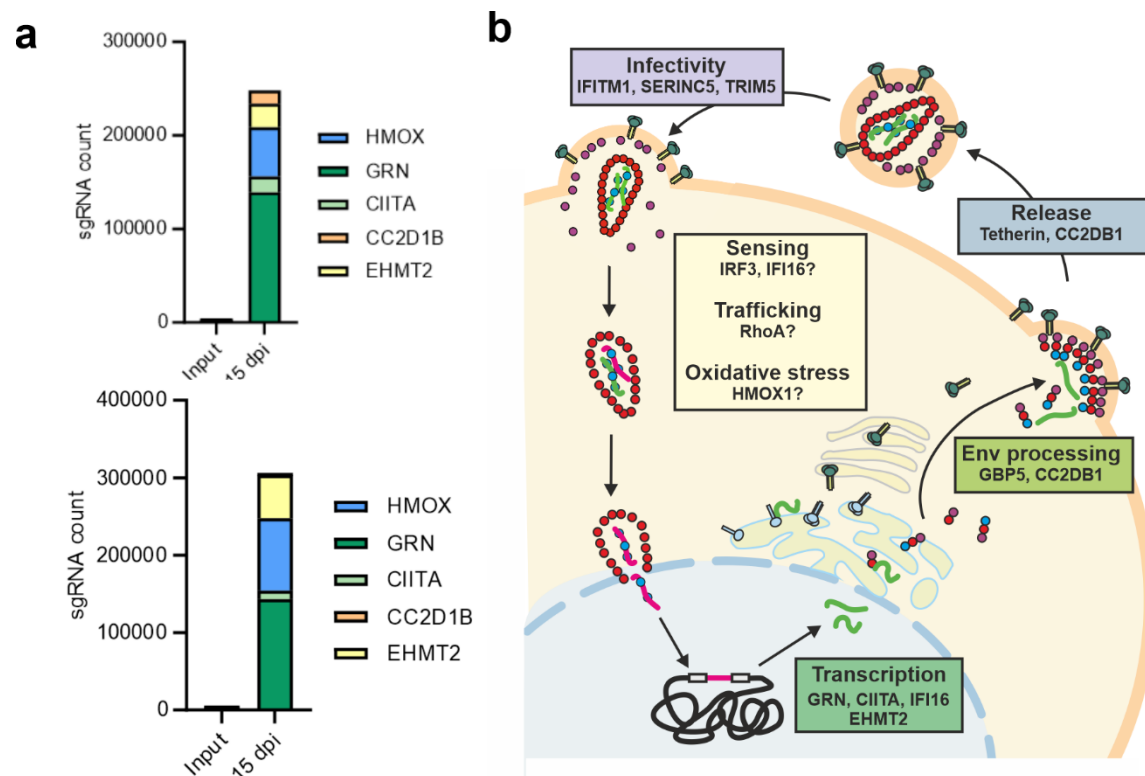 a
300000
200000
100000
0
sgRNA count
Input
15 dpi
HMOX
GRN
CIITA
CC2D1B
EHMT2
400000
300000
200000
100000
0
sgRNA count
Input
15 dpi
HMOX
GRN
CIITA
CC2D1B
EHMT2
b
Infectivity
IFITM1, SERINC5, TRIM5
Release
Tetherin, CC2DB1
Sensing
IRF3, IFI16?
Trafficking
RhoA?
Oxidative stress
HMOX1?
Env processing
GBP5, CC2DB1
Transcription
GRN, CIITA, IFI16
EHMT2